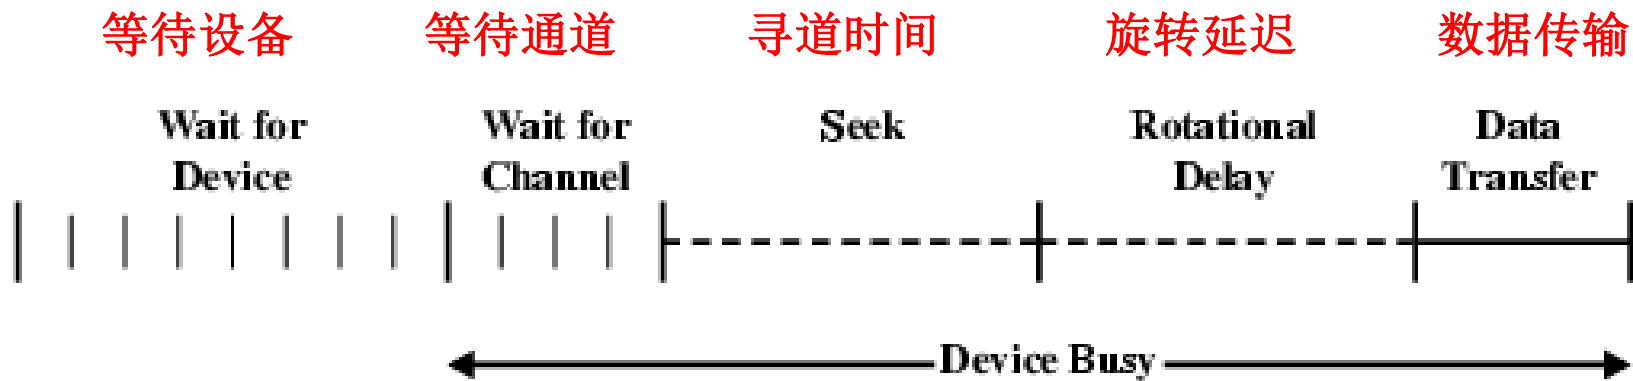 等待设备 等待通道 寻道时间 旋转延迟 数据传输
Wait for Device
Wait for Channel
Seek
Rotational Delay
Data Transfer
Device Busy